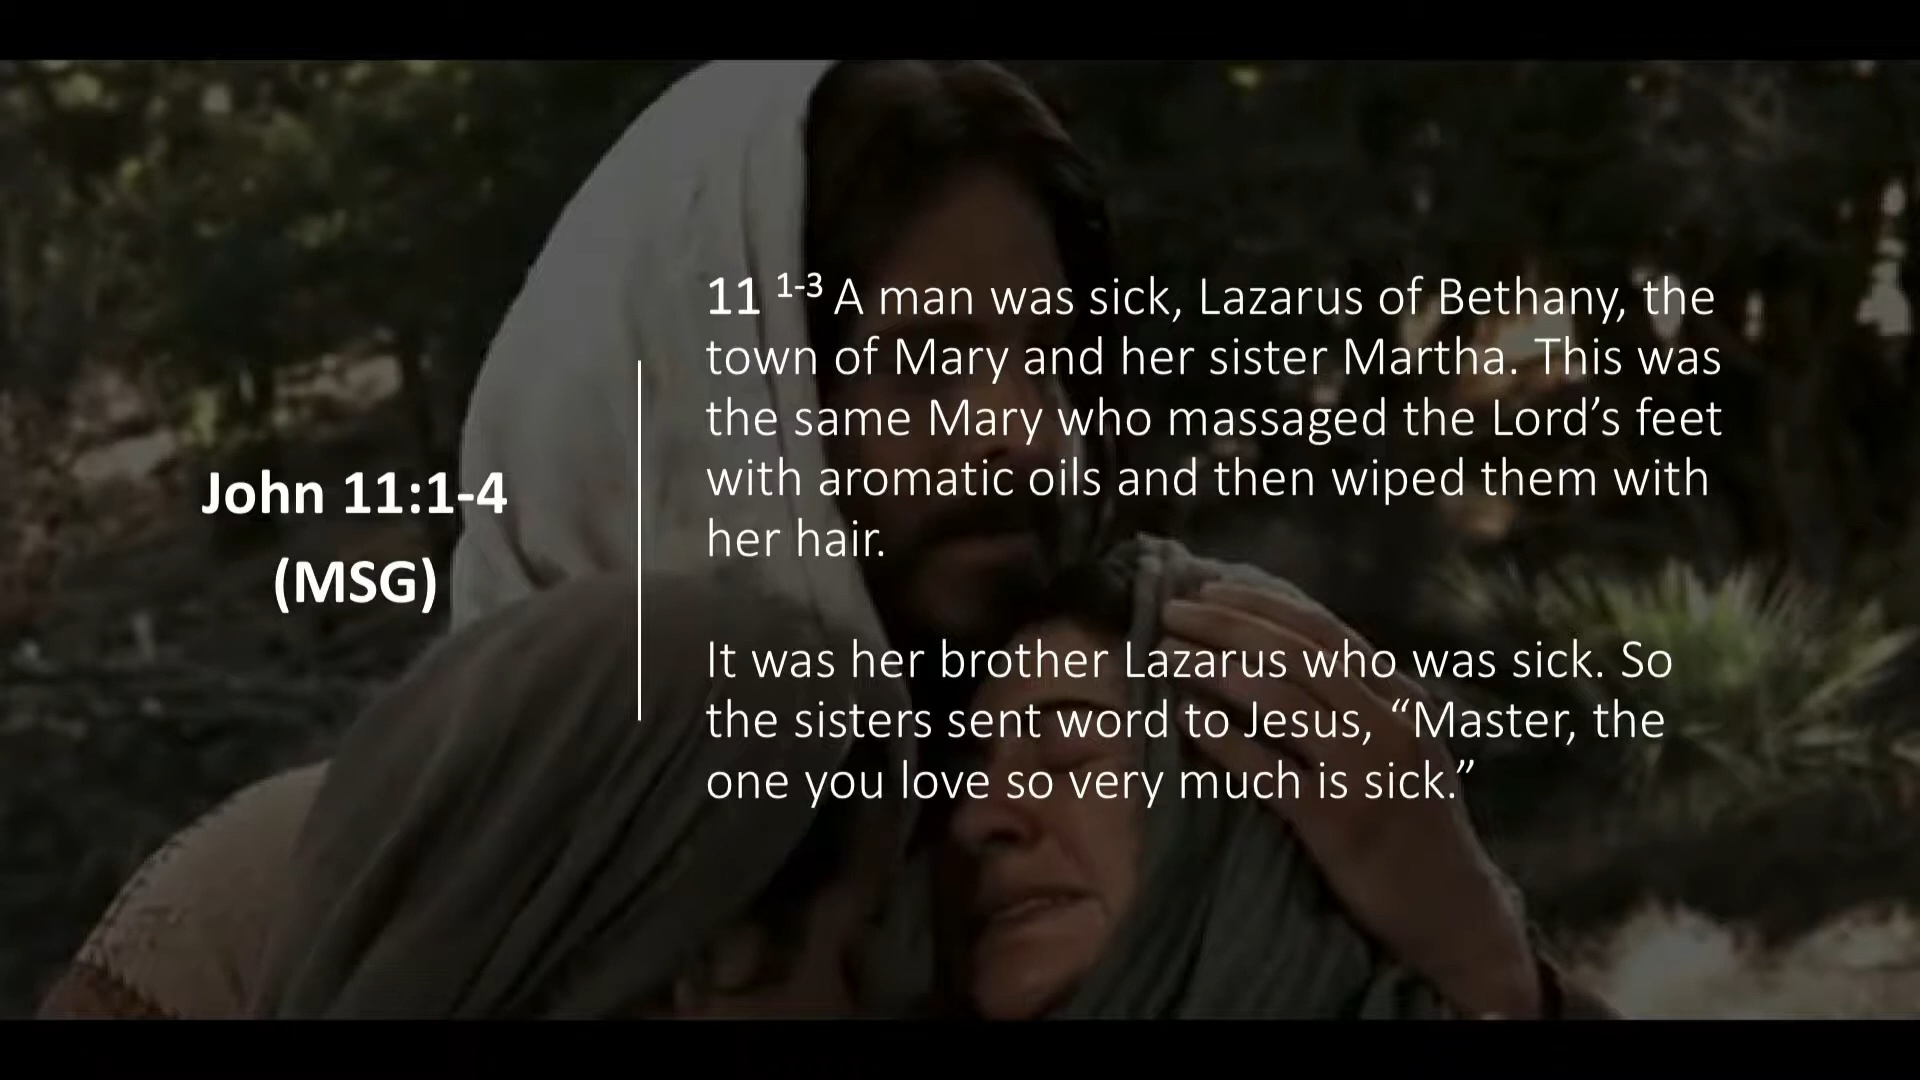 John 11:1-4
(MSG)
11 1-3 A man was sick, Lazarus of Bethany, the
town of Mary and her sister Martha. This was
the same Mary who massaged the Lord’s feet
with aromatic oils and then wiped them with
her hair.
It was her brother Lazarus who was sick. So
the sisters sent word to Jesus, “Master, the
one you love so very much is sick.”